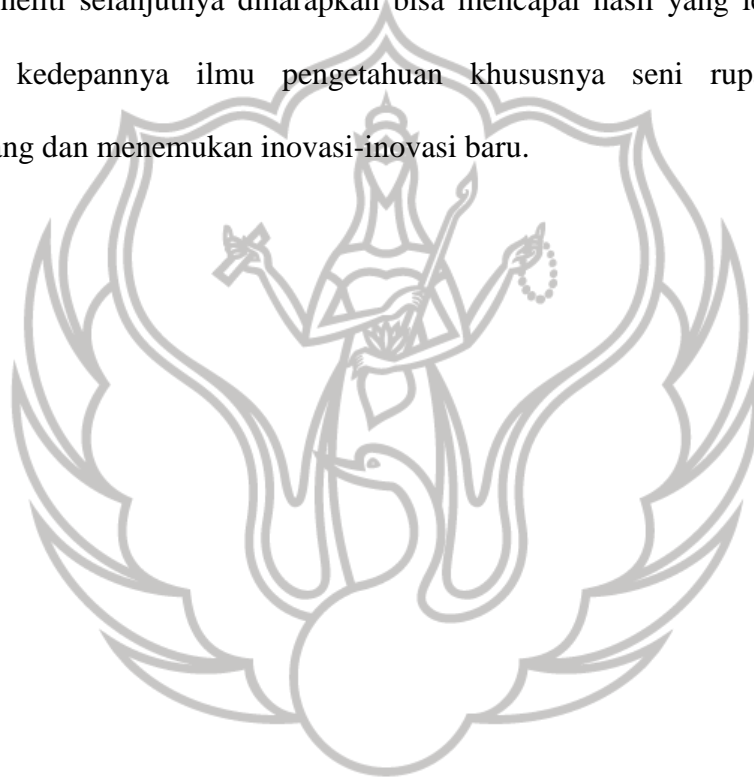 selanjutnya diharapkan bisa mencapai hasil yang
kedepannya ilmu pengetahuan khususnya seni rup
ang dan menemukan inovasi-inovasi baru.